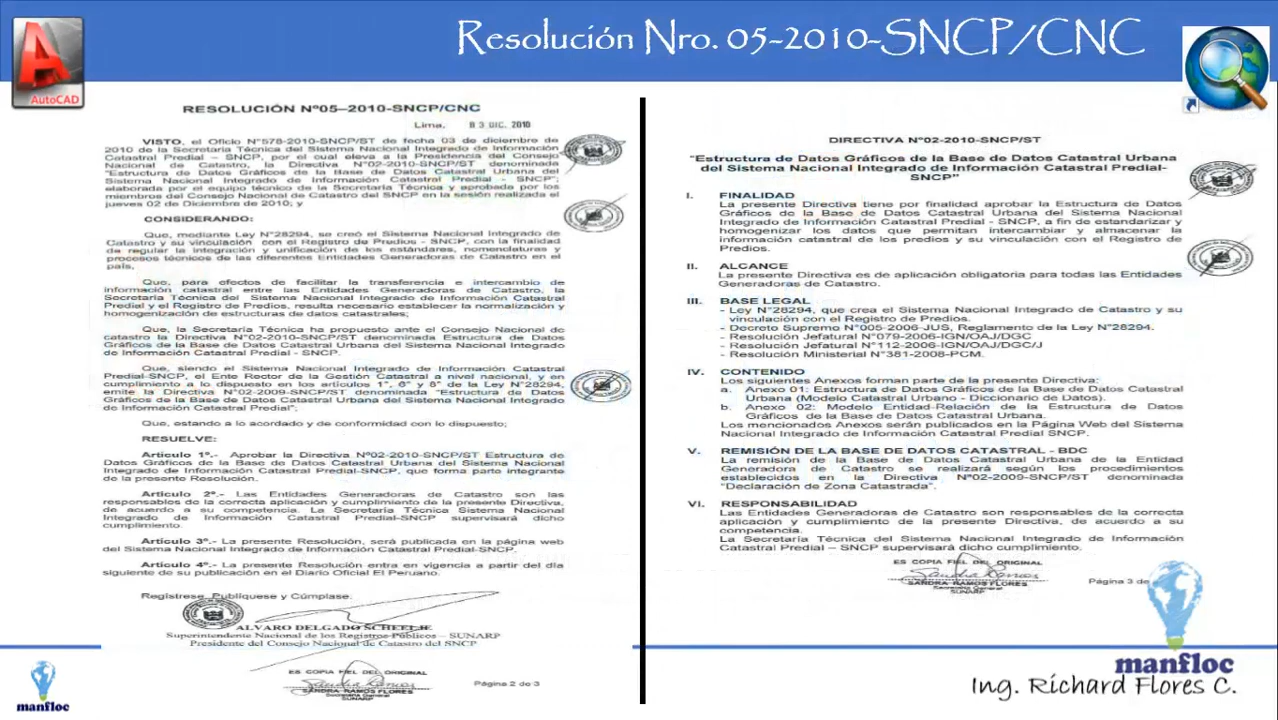 Resolución Nro. 05-2010-SNCP/CNC
AutoCAD
RESOLUCIÓN Nº05–2010-SNCP/CNC
Lima, 03 DIC. 2010
VISTO, el Oficio N°578-2010-SNCP/ST de fecha 03 de diciembre de
2010 de la Secretaría Técnica del Sistema Nacional Integrado de Información
Catastral Predial – SNCP, por el cual eleva a la Presidencia del Consejo
Nacional de Catastro, la Directiva N°02-2010-SNCP/ST denominada
"Estructura de Datos Gráficos de la Base de Datos Catastral Urbana del
Sistema Nacional Integrado de Información Catastral Predial - SNCP";
elaborada por el equipo técnico de la Secretaría Técnica y aprobada por los
miembros del Consejo Nacional de Catastro del SNCP en la sesión realizada el
jueves 02 de Diciembre de 2010; y
CONSIDERANDO:
Que, mediante Ley N°28294, se creó el Sistema Nacional Integrado de
Catastro y su vinculación con el Registro de Predios - SNCP, con la finalidad
de regular la integración y unificación de los estándares, nomenclatura y
procesos técnicos de las diferentes Entidades Generadoras de Catastro en el
país,
Que, para efectos de facilitar la transferencia e intercambio de
información catastral entre las Entidades Generadoras de Catastro, la
Secretaría Técnica del Sistema Nacional Integrado de Información Catastral
Predial y el Registro de Predios, resulta necesario establecer la normalización y
homogenización de estructuras de datos catastrales;
Que, la Secretaría Técnica ha propuesto ante el Consejo Nacional de
catastro la Directiva N°02-2010-SNCP/ST denominada Estructura de Datos
Gráficos de la Base de Datos Catastral Urbana del Sistema Nacional Integrado
de Información Catastral Predial - SNCP.
Que, siendo el Sistema Nacional Integrado de Información Catastral
Predial-SNCP, el Ente Rector de la Gestión Catastral a nivel nacional, y en
cumplimiento a lo dispuesto en los artículos 1°, 6° y 8° de la Ley N°28294,
emite la Directiva N°02-2009-SNCP/ST denominada "Estructura de Datos
Gráficos de la Base de Datos Catastral Urbana del Sistema Nacional Integrado
de Información Catastral Predial";
Que, estando a lo acordado y de conformidad con lo dispuesto;
RESUELVE:
Artículo 1°.- Aprobar la Directiva N°02-2010-SNCP/ST Estructura de
Datos Gráficos de la Base de Datos Catastral Urbana del Sistema Nacional
Integrado de Información Catastral Predial-SNCP, que forma parte integrante
de la presente Resolución.
Artículo 2°.- Las Entidades Generadoras de Catastro son las
responsables de la correcta aplicación y cumplimiento de la presente Directiva,
de acuerdo a su competencia. La Secretaría Técnica Sistema Nacional
Integrado de Información Catastral Predial-SNCP supervisará dicho
cumplimiento.
Artículo 3°.- La presente Resolución, será publicada en la página web
del Sistema Nacional Integrado de Información Catastral Predial-SNCP.
Artículo 4°.- La presente Resolución entra en vigencia a partir del día
siguiente de su publicación en el Diario Oficial El Peruano.
Regístrese, Publíquese y Cúmplase.
ALVARO DELGADO SCHEELJE
Superintendente Nacional de los Registros Públicos – SUNARP
Presidente del Consejo Nacional de Catastro del SNCP
ES COPIA FIEL DEL ORIGINAL
SANDRA RAMOS FLORES
Secretaria General
SUNARP
Página 2 de 3
DIRECTIVA Nº02-2010-SNCP/ST
"Estructura de Datos Gráficos de la Base de Datos Catastral Urbana
del Sistema Nacional Integrado de Información Catastral Predial-
SNCP"
I. FINALIDAD
La presente Directiva tiene por finalidad aprobar la Estructura de Datos
Gráficos de la Base de Datos Catastral Urbana del Sistema Nacional
Integrado de Información Catastral Predial - SNCP, a fin de estandarizar y
homogenizar los datos que permitan intercambiar y almacenar la
información catastral de los predios y su vinculación con el Registro de
Predios.
II. ALCANCE
La presente Directiva es de aplicación obligatoria para todas las Entidades
Generadoras de Catastro.
III. BASE LEGAL
- Ley N°28294, que crea el Sistema Nacional Integrado de Catastro y su
vinculación con el Registro de Predios.
- Decreto Supremo N°005-2006-JUS, Reglamento de la Ley N°28294.
- Resolución Jefatural N°079-2006-IGN/OAJ/DGC
- Resolución Jefatural N°112-2006-IGN/OAJ/DGC/J
- Resolución Ministerial N°381-2008-PCM.
IV. CONTENIDO
Los siguientes Anexos forman parte de la presente Directiva:
a. Anexo 01: Estructura de Datos Gráficos de la Base de Datos Catastral
Urbana (Modelo Catastral Urbano - Diccionario de Datos).
b. Anexo 02: Modelo Entidad-Relación de la Estructura de Datos
Gráficos de la Base de Datos Catastral Urbana.
Los mencionados Anexos serán publicados en la Página Web del Sistema
Nacional Integrado de Información Catastral Predial SNCP.
V. REMISIÓN DE LA BASE DE DATOS CATASTRAL - BDC
La remisión de la Base de Datos Catastral Urbana de la Entidad
Generadora de Catastro se realizará según los procedimientos
establecidos en la Directiva N°02-2009-SNCP/ST denominada
"Declaración de Zona Catastrada".
VI. RESPONSABILIDAD
Las Entidades Generadoras de Catastro son responsables de la correcta
aplicación y cumplimiento de la presente Directiva, de acuerdo a su
competencia.
La Secretaría Técnica del Sistema Nacional Integrado de Información
Catastral Predial – SNCP supervisará dicho cumplimiento.
ES COPIA FIEL DEL ORIGINAL
SANDRA RAMOS FLORES
Secretaria General
SUNARP
Página 3 de
manfloc
manfloc
Ing. Richard Flores C.